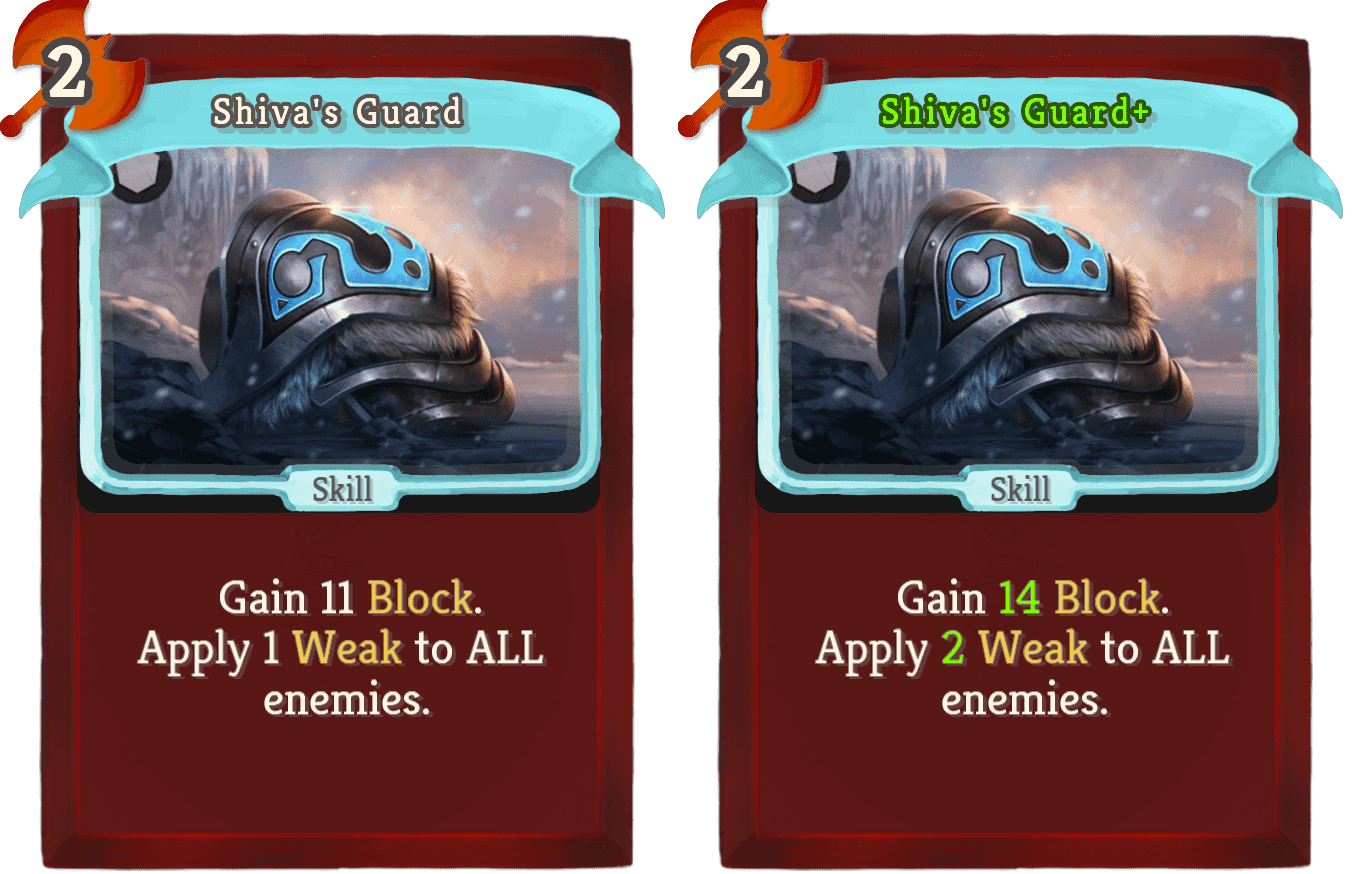 2
Shiva's Guard
Skill
Gain 11 Block.
Apply 1 Weak to ALL
enemies.
2
Shiva's Guard+
Skill
Gain 14 Block.
Apply 2 Weak to ALL
enemies.